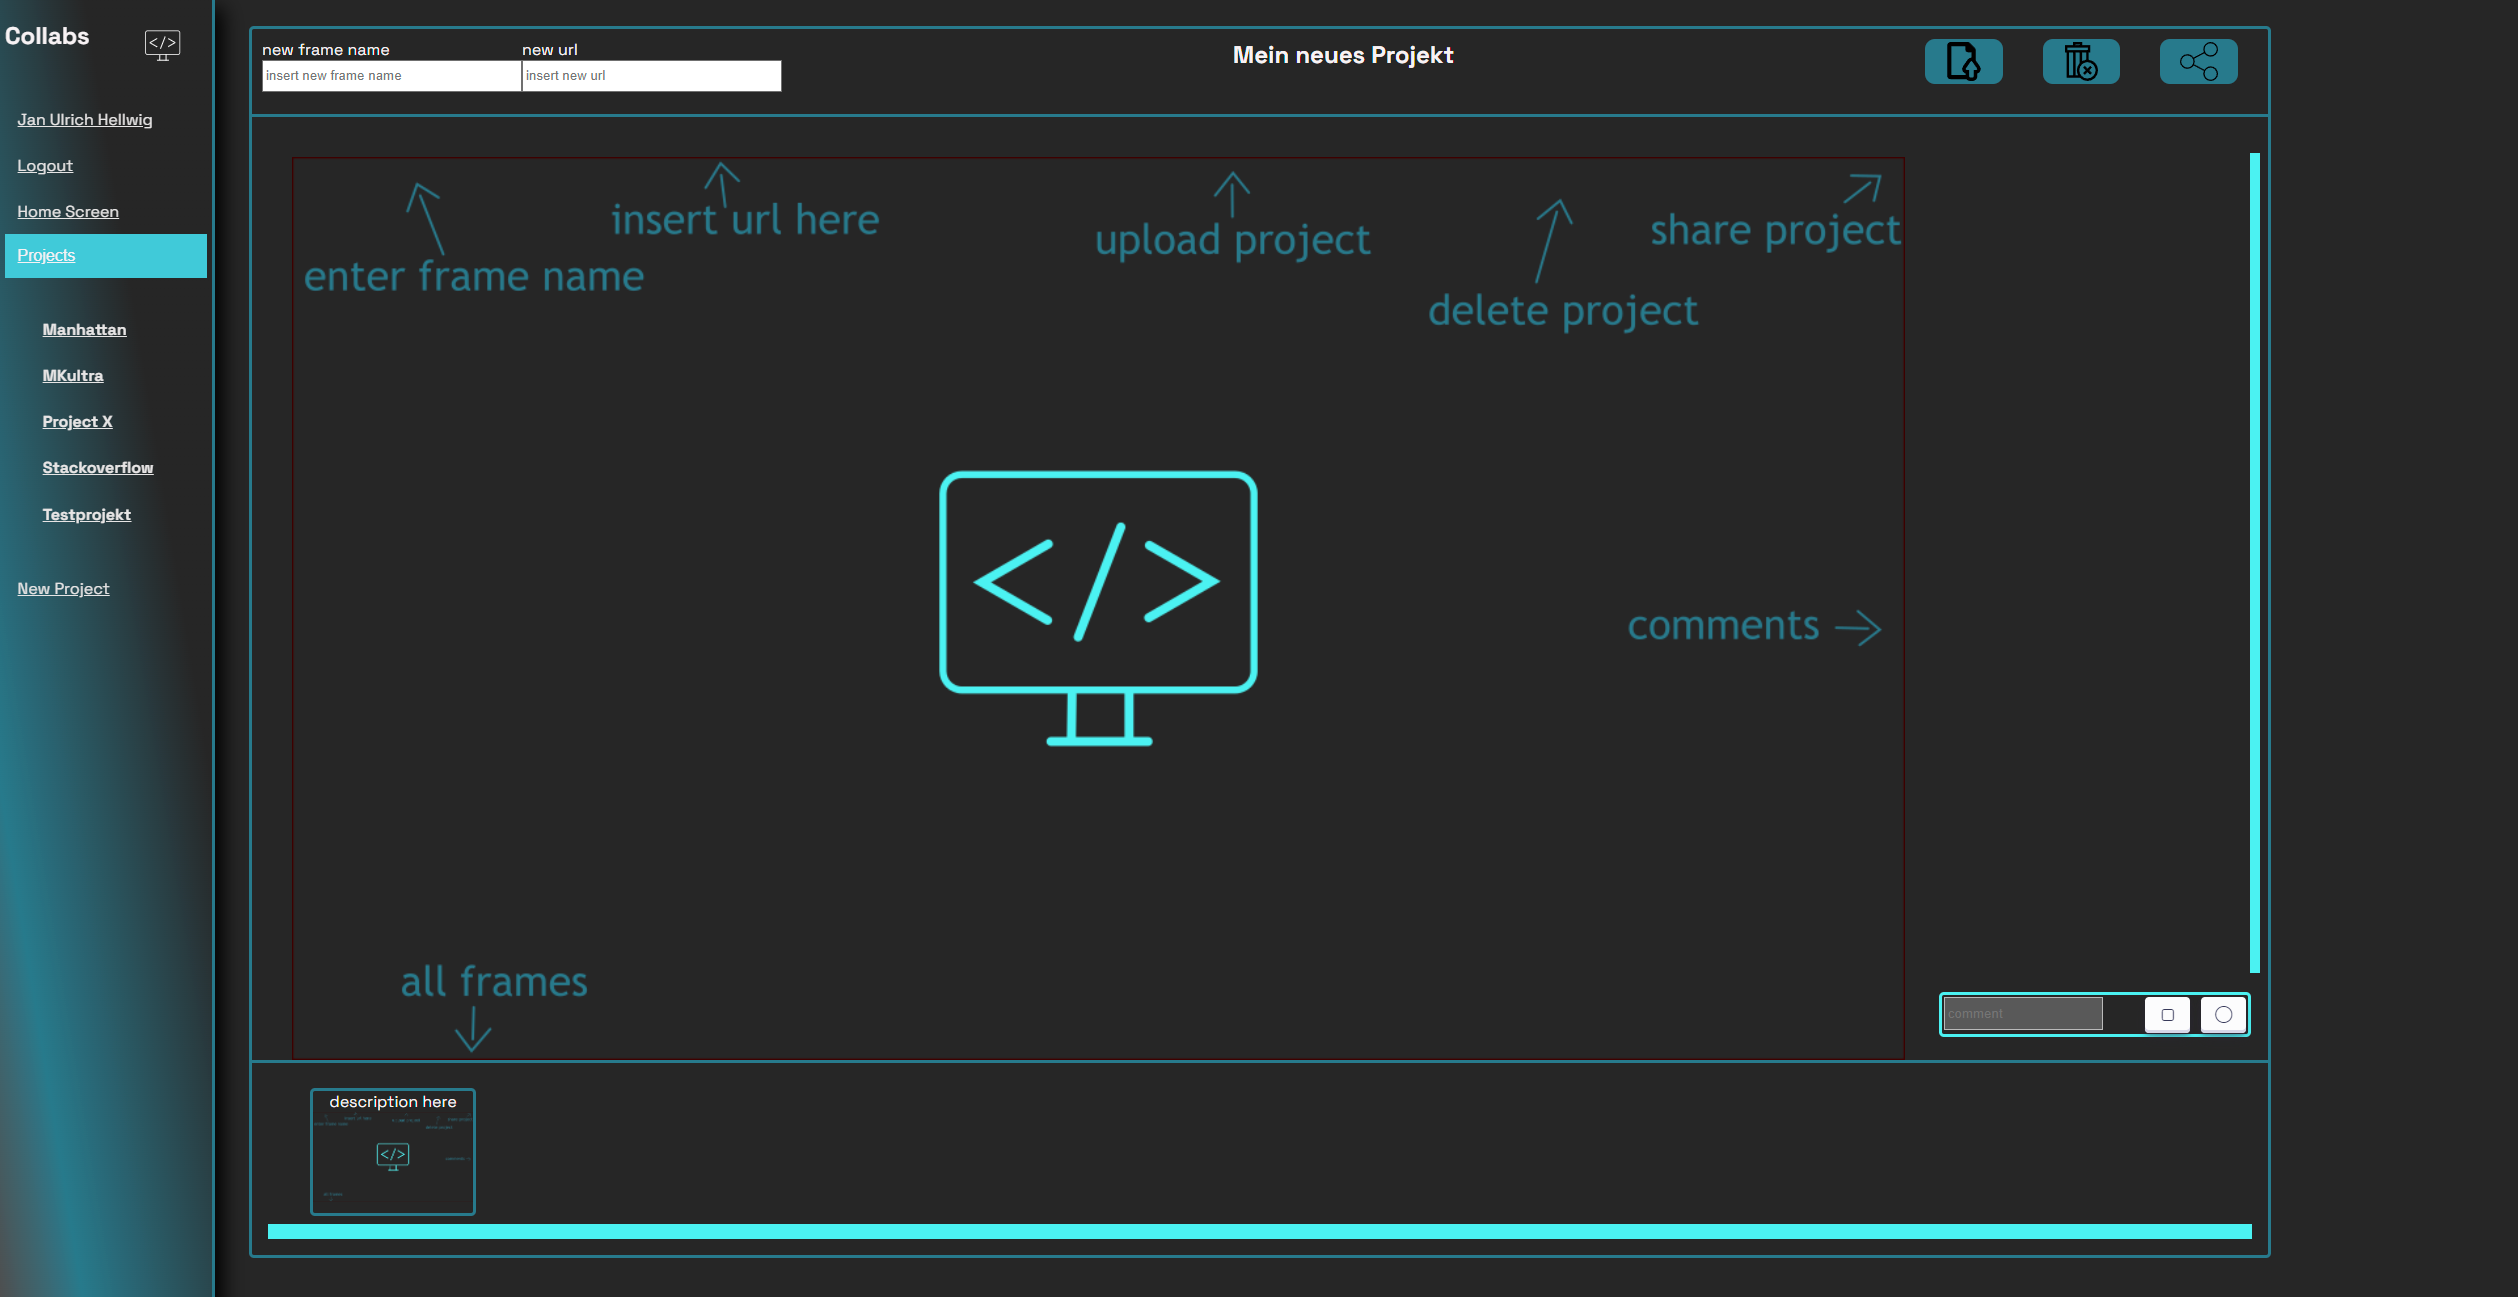 Collabs
</>
Jan Ulrich Hellwig
Logout
Home Screen
Projects
Manhattan
MKultra
Project X
Stackoverflow
Testprojekt
New Project
new frame name
new url
insert new frame name
insert new url
Mein neues Projekt
insert url here
enter frame name
upload project
delete project
share project
</>
comments
all frames
comment
description here
</>